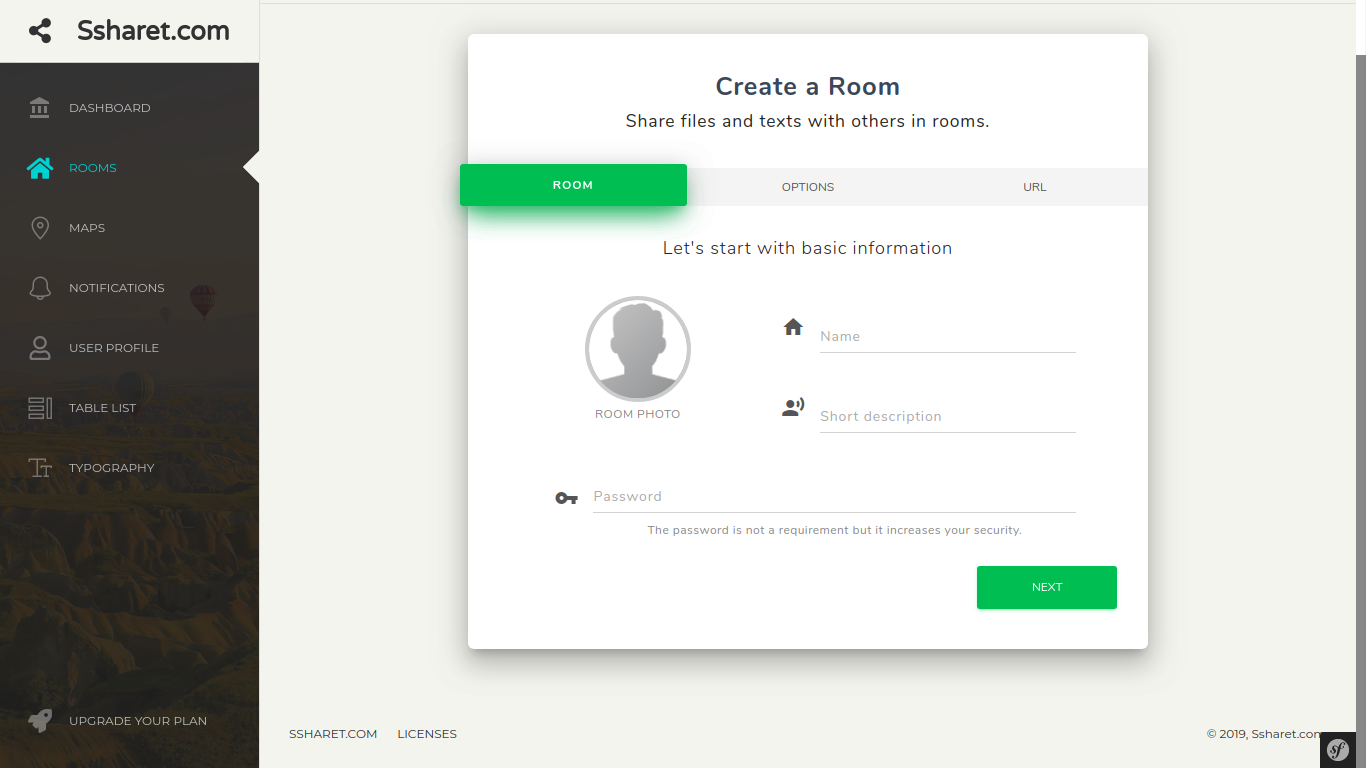 Ssharet.com
DASHBOARD
ROOMS
MAPS
NOTIFICATIONS
USER PROFILE
TABLE LIST
TYPOGRAPHY
UPGRADE YOUR PLAN
Create a Room
Share files and texts with others in rooms.
ROOM OPTIONS URL
Let's start with basic information
ROOM PHOTO
Name
Short description
Password
The password is not a requirement but it increases your security.
NEXT
SSHARET.COM LICENSES
© 2019, Ssharet.com
sf